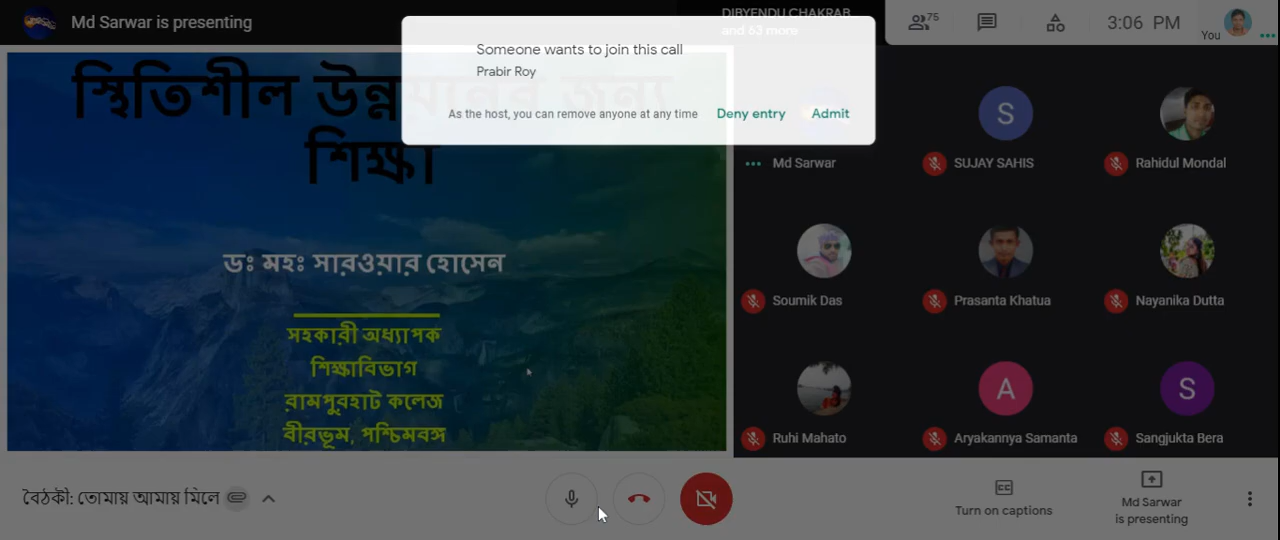 Md Sarwar is presenting
DIBYENDU CHAKRAB...
and 63 more
75
3:06 PM
You
Someone wants to join this call
Prabir Roy
As the host, you can remove anyone at any time
Deny entry
Admit
স্থিতিশীল উন্নয়নের জন্য
শিক্ষা
ডঃ মহঃ সারওয়ার হোসেন
সহকারী অধ্যাপক
শিক্ষাবিভাগ
রামপুরহাট কলেজ
বীরভূম, পশ্চিমবঙ্গ
Md Sarwar
S
SUJAY SAHIS
Rahidul Mondal
Soumik Das
Prasanta Khatua
Nayanika Dutta
Ruhi Mahato
A
Aryakannya Samanta
S
Sangjukta Bera
বৈঠকী: তোমায় আমায় মিলে
CC
Turn on captions
Md Sarwar
is presenting